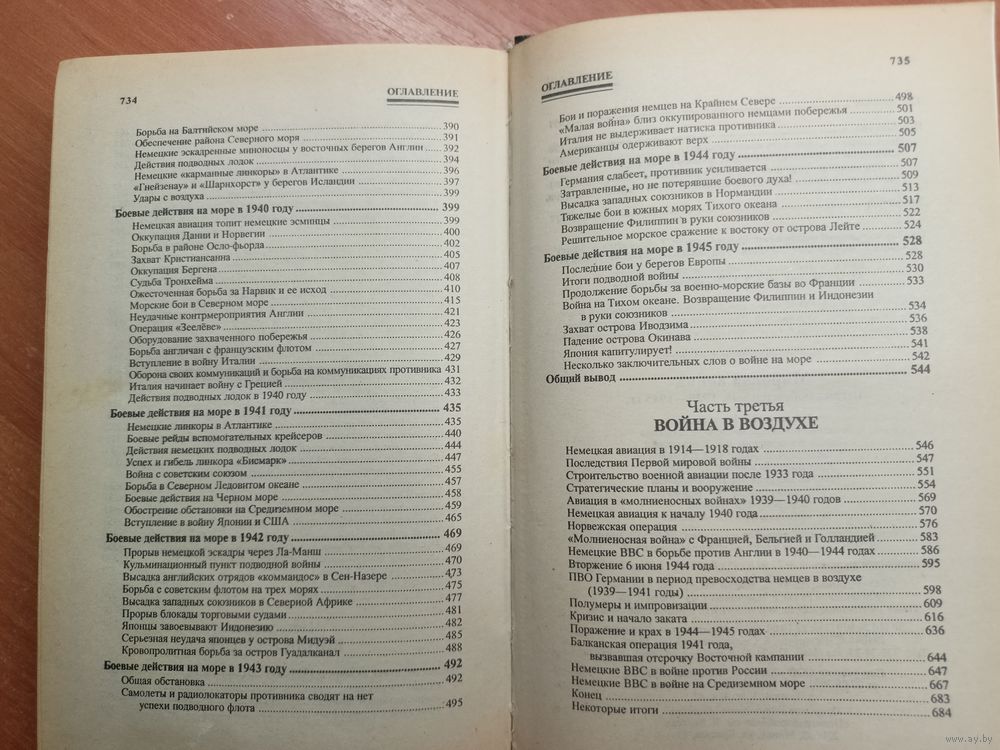 734
ОГЛАВЛЕНИЕ
Борьба на Балтийском море ... 390
Обеспечение района Северного моря ... 391
Немецкие эскадренные миноносцы у восточных берегов Англии ... 392
Действия подводных лодок ... 394
Немецкие «карманные линкоры» в Атлантике ... 396
«Гнейзенау» и «Шарнхорст» у берегов Исландии ... 397
Удары с воздуха ... 399
Боевые действия на море в 1940 году ... 399
Немецкая авиация топит немецкие эсминцы ... 399
Оккупация Дании и Норвегии ... 400
Борьба в районе Осло-фьорда ... 402
Захват Кристиансанна ... 405
Оккупация Бергена ... 407
Судьба Тронхейма ... 408
Ожесточенная борьба за Нарвик и ее исход ... 410
Морские бои в Северном море ... 415
Неудачные контрмероприятия Англии ... 421
Операция «Зеелёве» ... 423
Оборудование захваченного побережья ... 426
Борьба англичан с французским флотом ... 427
Вступление в войну Италии ... 429
Оборона своих коммуникаций и борьба на коммуникациях противника 431
Италия начинает войну с Грецией ... 432
Действия подводных лодок в 1940 году ... 433
Боевые действия на море в 1941 году ... 435
Немецкие линкоры в Атлантике ... 435
Боевые рейды вспомогательных крейсеров ... 440
Действия немецких подводных лодок ... 444
Успех и гибель линкора «Бисмарк» ... 447
Война с советским союзом ... 455
Борьба в Северном Ледовитом океане ... 457
Боевые действия на Черном море ... 458
Обострение обстановки на Средиземном море ... 459
Вступление в войну Японии и США ... 465
Боевые действия на море в 1942 году ... 469
Прорыв немецкой эскадры через Ла-Манш ... 469
Кульминационный пункт подводной войны ... 470
Высадка английских отрядов «коммандос» в Сен-Назере ... 473
Борьба с советским флотом на трех морях ... 475
Высадка западных союзников в Северной Африке ... 477
Прорыв блокады торговыми судами ... 481
Японцы завоевывают Индонезию ... 482
Серьезная неудача японцев у острова Мидуэй ... 485
Кровопролитная борьба за остров Гуадалканал ... 488
Боевые действия на море в 1943 году ... 492
Общая обстановка ... 492
Самолеты и радиолокаторы противника сводят на нет
успехи подводного флота ... 495
735
ОГЛАВЛЕНИЕ
Бои и поражения немцев на Крайнем Севере ... 498
«Малая война» близ оккупированного немцами побережья ... 501
Италия не выдерживает натиска противника ... 503
Американцы одерживают верх ... 505
Боевые действия на море в 1944 году ... 507
Германия слабеет, противник усиливается ... 507
Затравленные, но не потерявшие боевого духа! ... 509
Высадка западных союзников в Нормандии ... 513
Тяжелые бои в южных морях Тихого океана ... 517
Возвращение Филиппин в руки союзников ... 522
Решительное морское сражение к востоку от острова Лейте ... 524
Боевые действия на море в 1945 году ... 528
Последние бои у берегов Европы ... 528
Итоги подводной войны ... 530
Продолжение борьбы за военно-морские базы во Франции ... 533
Война на Тихом океане. Возвращение Филиппин и Индонезии
в руки союзников ... 534
Захват острова Иводзима ... 536
Падение острова Окинава ... 538
Япония капитулирует! ... 541
Несколько заключительных слов о войне на море ... 542
Общий вывод ... 544
Часть третья
ВОЙНА В ВОЗДУХЕ
Немецкая авиация в 1914—1918 годах ... 546
Последствия Первой мировой войны ... 547
Строительство военной авиации после 1933 года ... 551
Стратегические планы и вооружение ... 554
Авиация в «молниеносных войнах» 1939—1940 годов ... 569
Немецкая авиация к началу 1940 года ... 570
Норвежская операция ... 576
«Молниеносная война» с Францией, Бельгией и Голландией ... 583
Немецкие ВВС в борьбе против Англии в 1940—1944 годах ... 586
Вторжение 6 июня 1944 года ... 595
ПВО Германии в период превосходства немцев в воздухе
(1939—1941 годы) ... 598
Полумеры и импровизации ... 609
Кризис и начало заката ... 616
Поражение и крах в 1944—1945 годах ... 636
Балканская операция 1941 года,
вызвавшая отсрочку Восточной кампании ... 644
Немецкие ВВС в войне против России ... 647
Немецкие ВВС в войне на Средиземном море ... 667
Конец ... 683
Некоторые итоги ... 684
www.ay.by